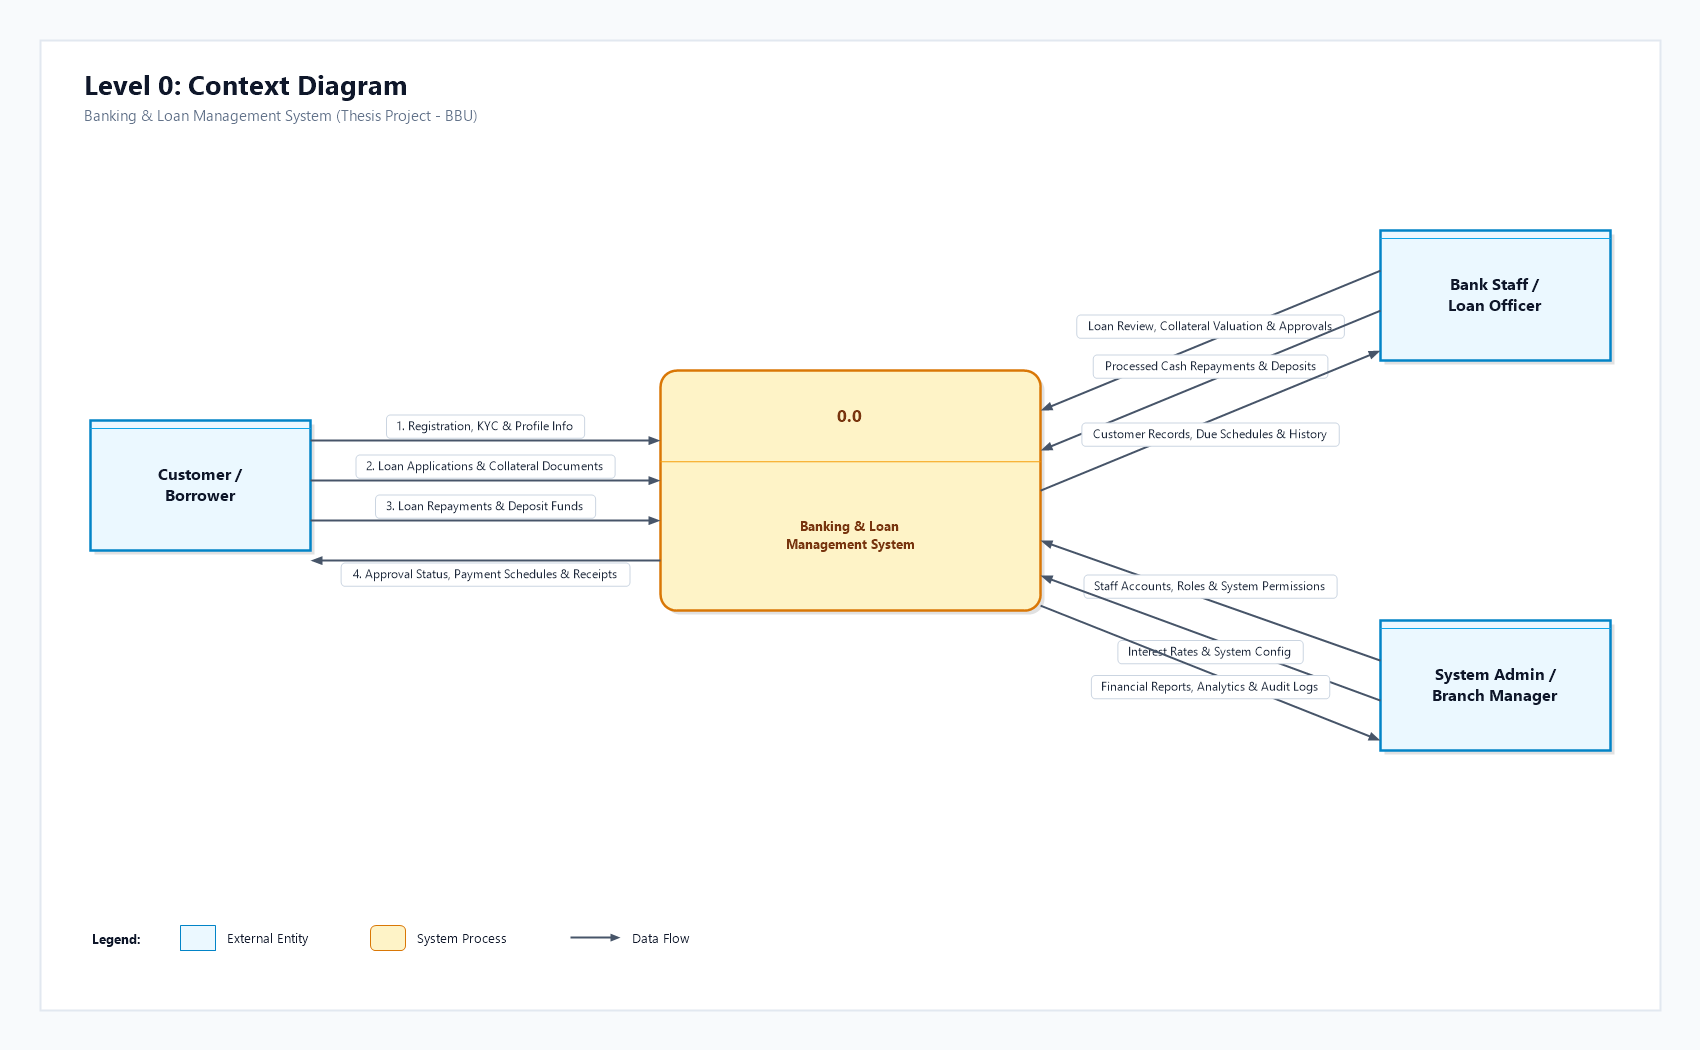 Level 0: Context Diagram
Banking & Loan Management System (Thesis Project - BBU)
Customer /
Borrower
1. Registration, KYC & Profile Info
2. Loan Applications & Collateral Documents
3. Loan Repayments & Deposit Funds
4. Approval Status, Payment Schedules & Receipts
0.0
Banking & Loan
Management System
Loan Review, Collateral Valuation & Approvals
Processed Cash Repayments & Deposits
Customer Records, Due Schedules & History
Bank Staff /
Loan Officer
Staff Accounts, Roles & System Permissions
Interest Rates & System Config
Financial Reports, Analytics & Audit Logs
System Admin /
Branch Manager
Legend:
External Entity
System Process
Data Flow